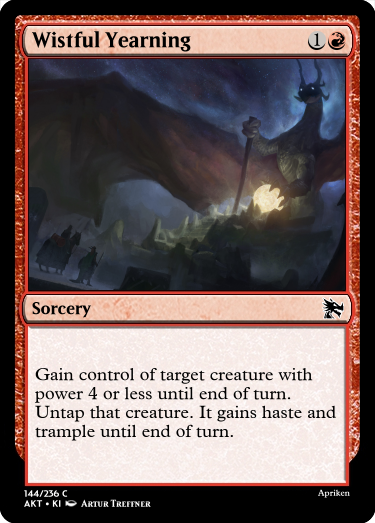 Wistful Yearning 1
Sorcery
Gain control of target creature with
power 4 or less until end of turn.
Untap that creature. It gains haste and
trample until end of turn.
144/236 C Apriken
AKT • KI Artur Treffner